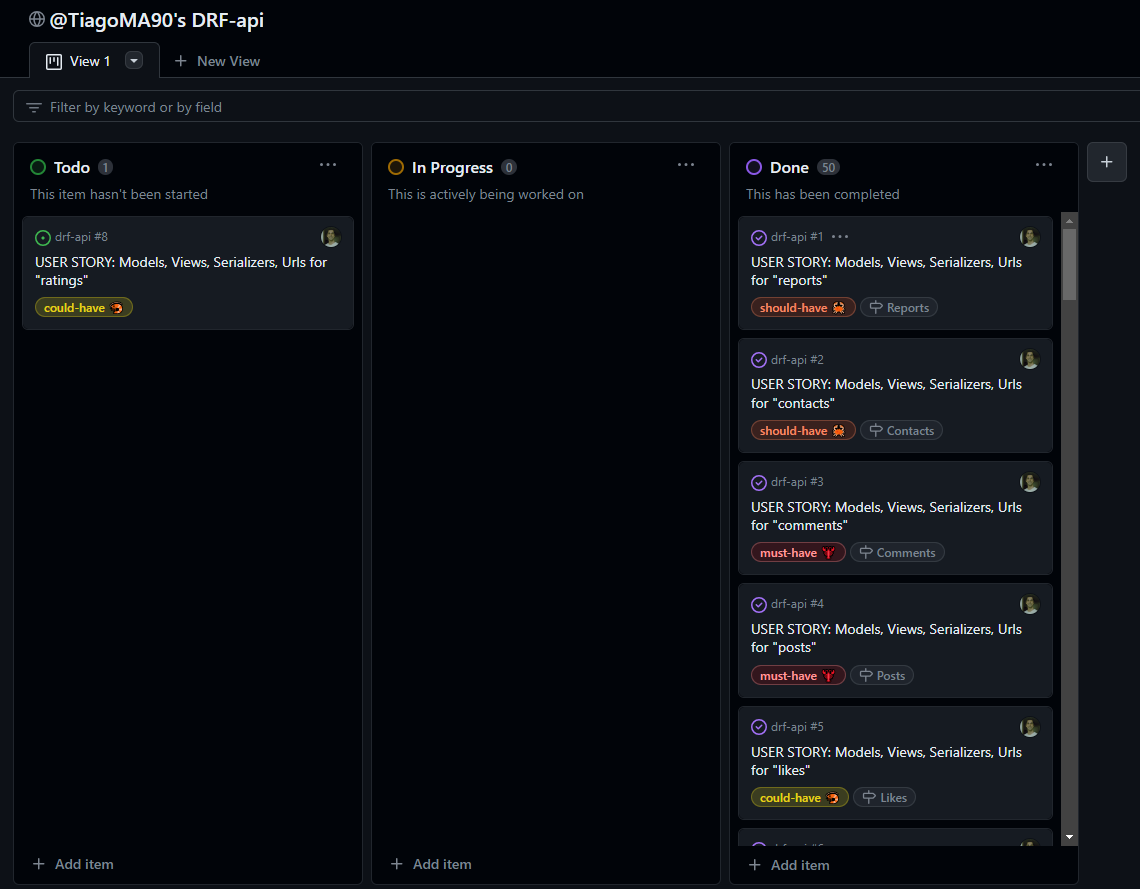 @TiagoMA90's DRF-api
View 1
New View
Filter by keyword or by field
Todo 1
This item hasn't been started
drf-api #8
USER STORY: Models, Views, Serializers, Urls for
"ratings"
could-have
Add item
In Progress 0
This is actively being worked on
Add item
Done 50
This has been completed
drf-api #1
USER STORY: Models, Views, Serializers, Urls
for "reports"
should-have Reports
drf-api #2
USER STORY: Models, Views, Serializers, Urls
for "contacts"
should-have Contacts
drf-api #3
USER STORY: Models, Views, Serializers, Urls
for "comments"
must-have Comments
drf-api #4
USER STORY: Models, Views, Serializers, Urls
for "posts"
must-have Posts
drf-api #5
USER STORY: Models, Views, Serializers, Urls
for "likes"
could-have Likes
Add item